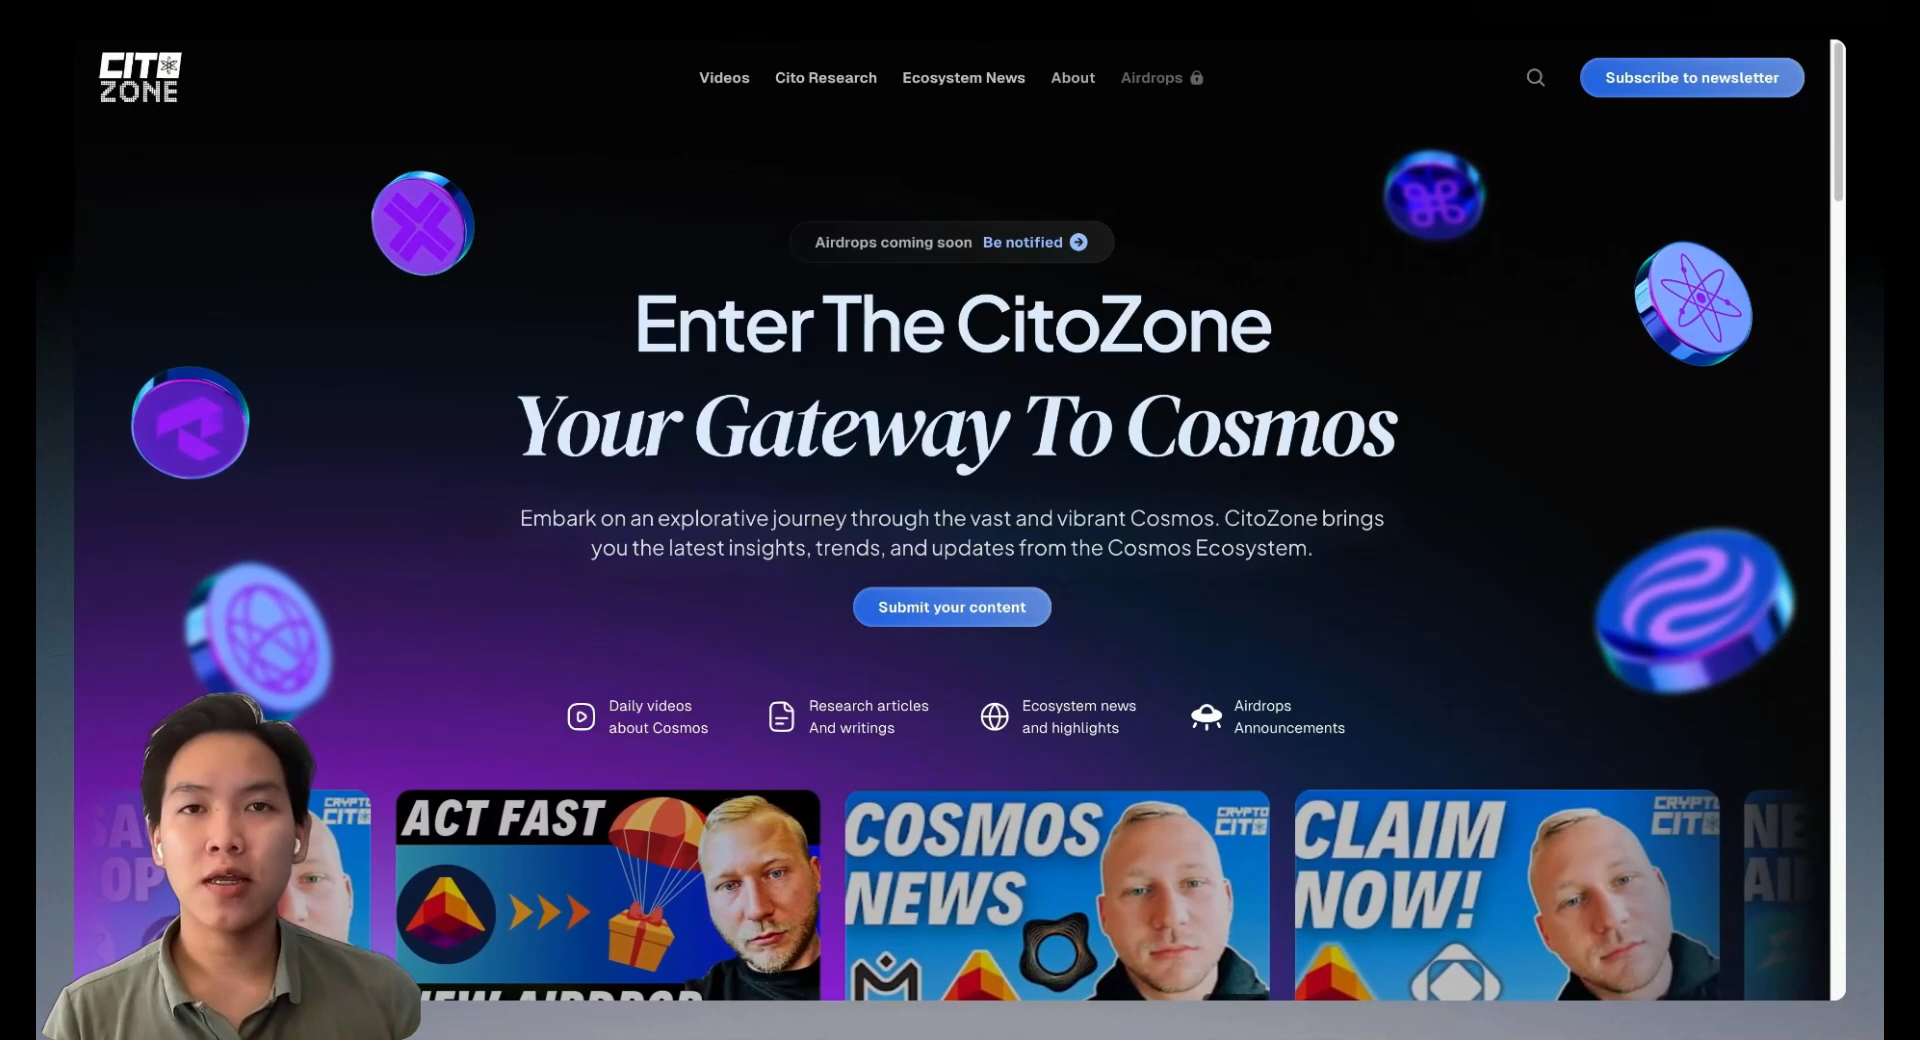 CITO
ZONE
Videos
Cito Research
Ecosystem News
About
Airdrops
Subscribe to newsletter
Airdrops coming soon Be notified
Enter The CitoZone
Your Gateway To Cosmos
Embark on an explorative journey through the vast and vibrant Cosmos. CitoZone brings
you the latest insights, trends, and updates from the Cosmos Ecosystem.
Submit your content
Daily videos
about Cosmos
Research articles
And writings
Ecosystem news
and highlights
Airdrops
Announcements
CRYPTO
CITO
ACT FAST
NEW AIRDROP
COSMOS
NEWS
CRYPTO
CITO
CLAIM
NOW!
CRYPTO
CITO